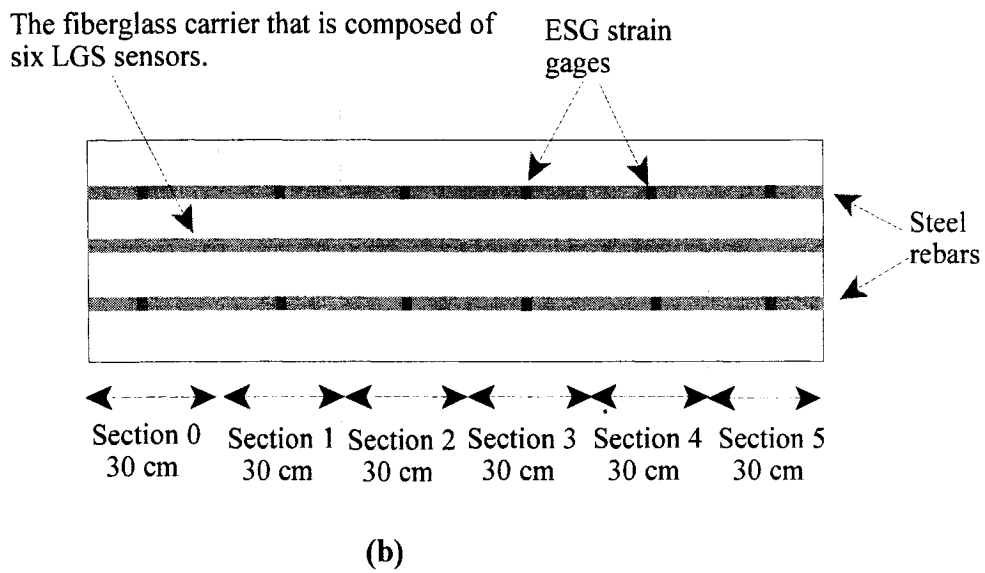 The fiberglass carrier that is composed of
six LGS sensors.
ESG strain
gages
Steel
rebars
Section 0
30 cm
Section 1
30 cm
Section 2
30 cm
Section 3
30 cm
Section 4
30 cm
Section 5
30 cm
(b)